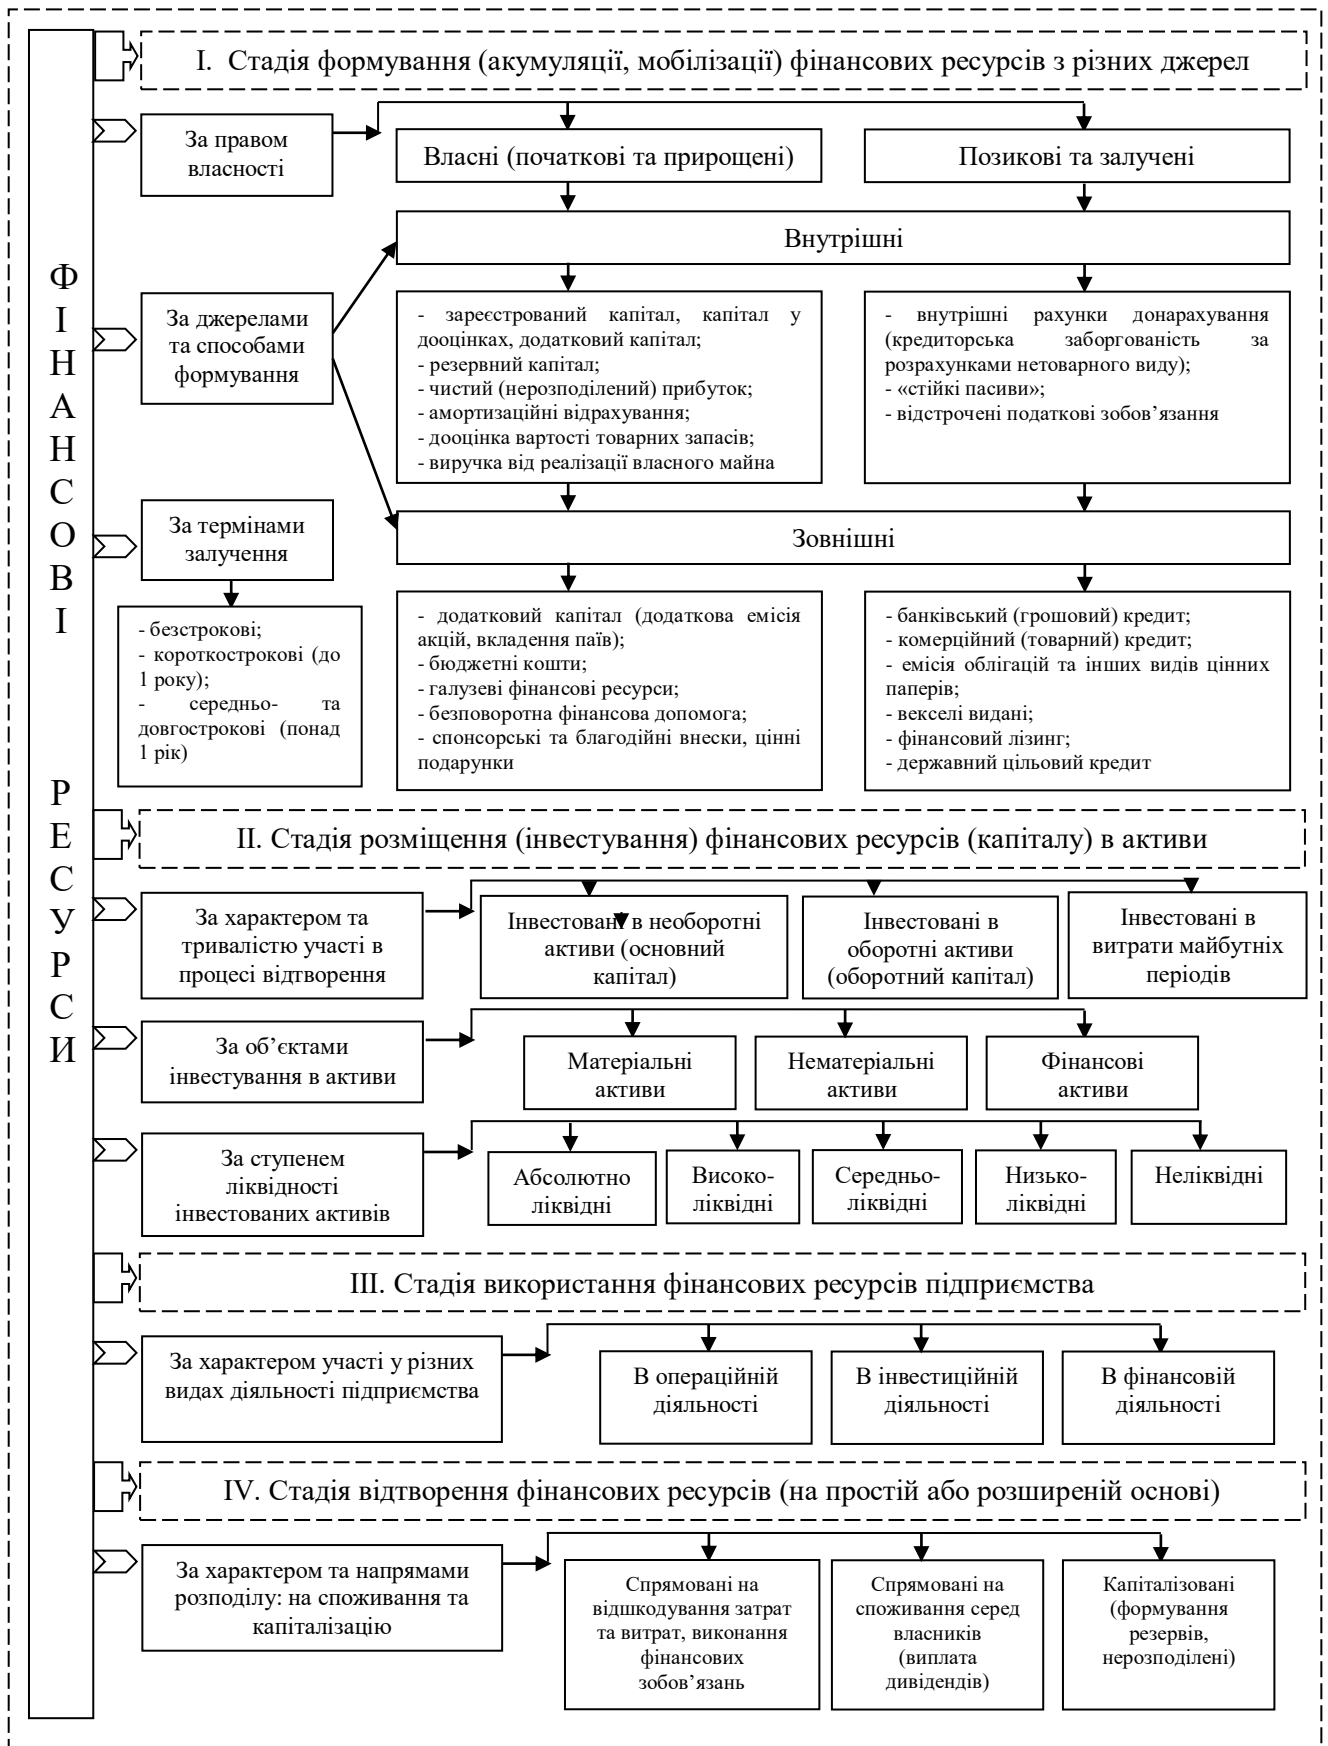 ФІНАНСОВІ РЕСУРСИ
І. Стадія формування (акумуляції, мобілізації) фінансових ресурсів з різних джерел
За правом
власності
Власні (початкові та прирощені)
Позикові та залучені
Внутрішні
За джерелами
та способами
формування
- зареєстрований капітал, капітал у
дооцінках, додатковий капітал;
- резервний капітал;
- чистий (нерозподілений) прибуток;
- амортизаційні відрахування;
- дооцінка вартості товарних запасів;
- виручка від реалізації власного майна
- внутрішні рахунки донарахування
(кредиторська заборгованість за
розрахунками нетоварного виду);
- «стійкі пасиви»;
- відстрочені податкові зобов’язання
За термінами
залучення
Зовнішні
- безстрокові;
- короткострокові (до
1 року);
- середньо- та
довгострокові (понад
1 рік)
- додатковий капітал (додаткова емісія
акцій, вкладення паїв);
- бюджетні кошти;
- галузеві фінансові ресурси;
- безповоротна фінансова допомога;
- спонсорські та благодійні внески, цінні
подарунки
- банківський (грошовий) кредит;
- комерційний (товарний) кредит;
- емісія облігацій та інших видів цінних
паперів;
- векселі видані;
- фінансовий лізинг;
- державний цільовий кредит
ІІ. Стадія розміщення (інвестування) фінансових ресурсів (капіталу) в активи
За характером та
тривалістю участі в
процесі відтворення
Інвестовані в необоротні
активи (основний
капітал)
Інвестовані в
оборотні активи
(оборотний капітал)
Інвестовані в
витрати майбутніх
періодів
За об’єктами
інвестування в активи
Матеріальні
активи
Нематеріальні
активи
Фінансові
активи
За ступенем
ліквідності
інвестованих активів
Абсолютно
ліквідні
Високо-
ліквідні
Середньо-
ліквідні
Низько-
ліквідні
Неліквідні
ІІІ. Стадія використання фінансових ресурсів підприємства
За характером участі у різних
видах діяльності підприємства
В операційній
діяльності
В інвестиційній
діяльності
В фінансовій
діяльності
IV. Стадія відтворення фінансових ресурсів (на простій або розширеній основі)
За характером та напрямами
розподілу: на споживання та
капіталізацію
Спрямовані на
відшкодування затрат
та витрат, виконання
фінансових
зобов’язань
Спрямовані на
споживання серед
власників
(виплата
дивідендів)
Капіталізовані
(формування
резервів,
нерозподілені)